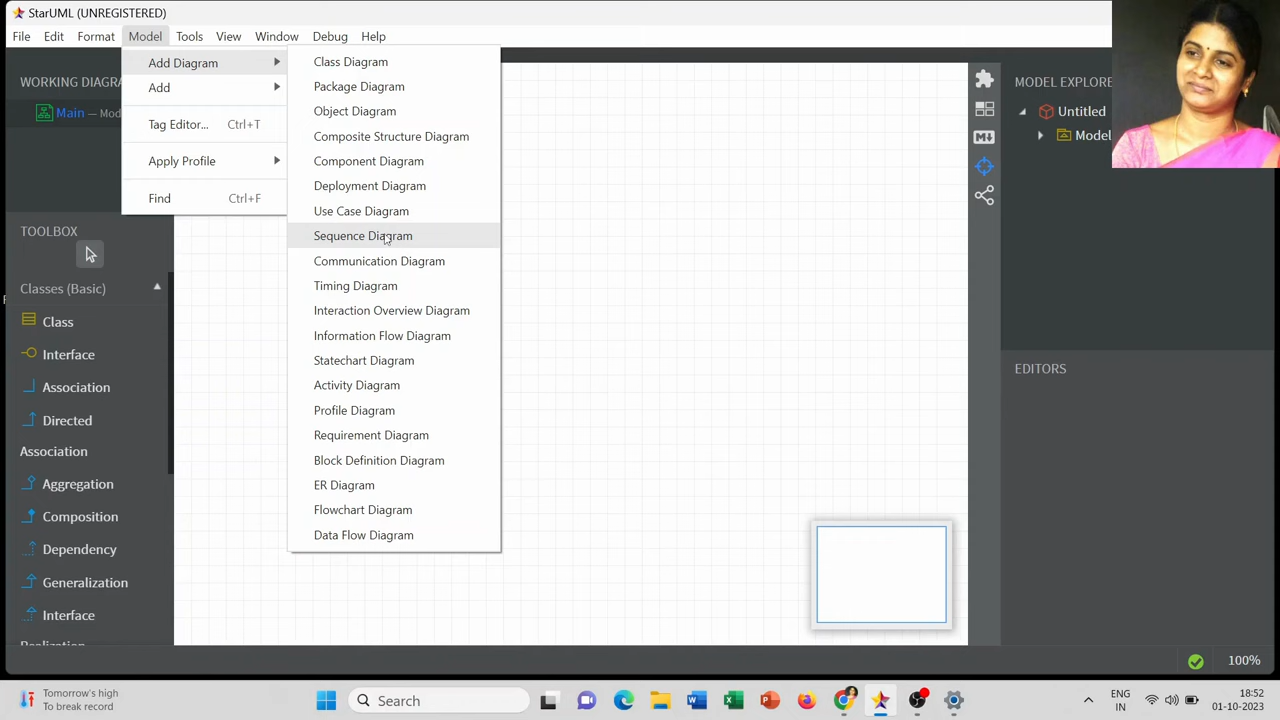 StarUML (UNREGISTERED)
File Edit Format Model Tools View Window Debug Help
Add Diagram
Add
Tag Editor... Ctrl+T
Apply Profile
Find Ctrl+F
Class Diagram
Package Diagram
Object Diagram
Composite Structure Diagram
Component Diagram
Deployment Diagram
Use Case Diagram
Sequence Diagram
Communication Diagram
Timing Diagram
Interaction Overview Diagram
Information Flow Diagram
Statechart Diagram
Activity Diagram
Profile Diagram
Requirement Diagram
Block Definition Diagram
ER Diagram
Flowchart Diagram
Data Flow Diagram
WORKING
Main —
TOOLBOX
Classes (Basic)
Class
Interface
Association
Directed
Association
Aggregation
Composition
Dependency
Generalization
Interface
MODEL
Untitled
Model
EDITORS
100%
Tomorrow's high
To break record
Search
ENG
IN
18:52
01-10-2023